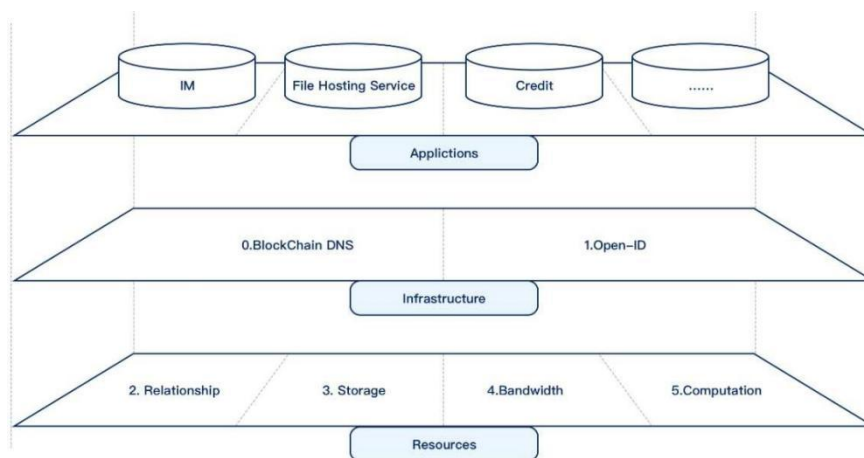 IM
File Hosting Service
Credit
......
Applictions
0.BlockChain DNS
1.Open-ID
Infrastructure
2. Relationship
3. Storage
4.Bandwidth
5.Computation
Resources